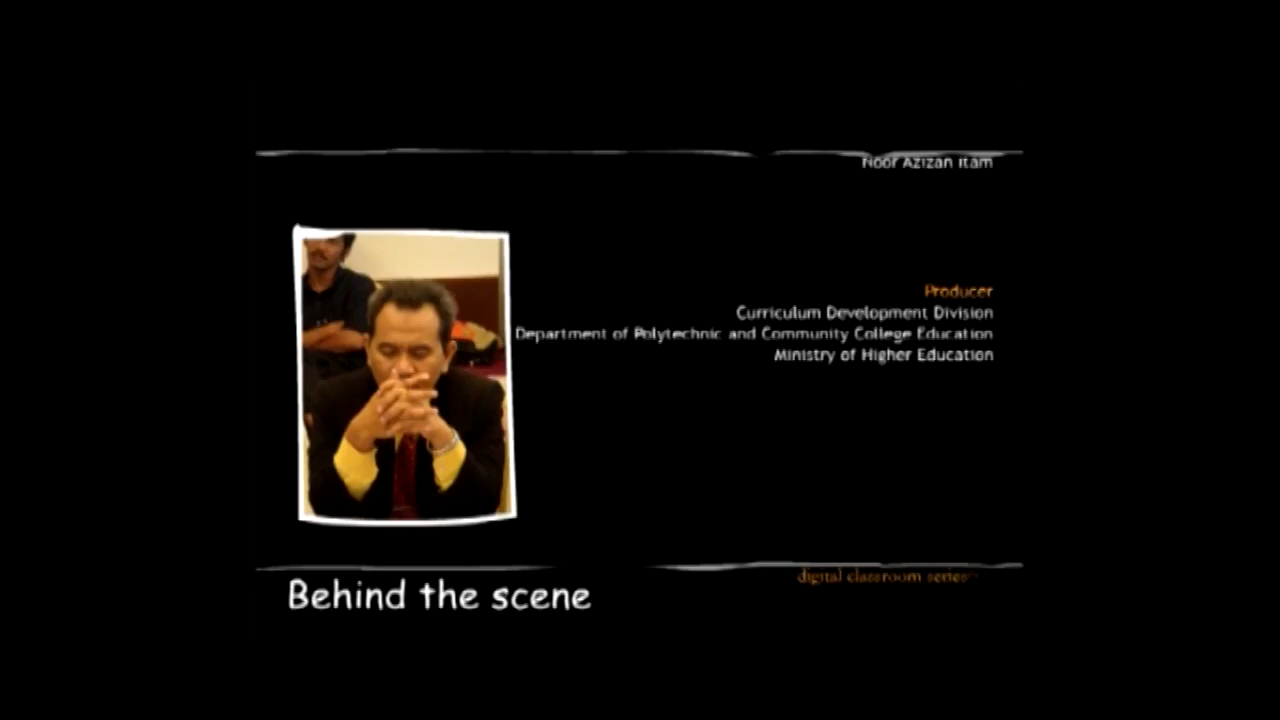 Noor Azizan Itam
Producer
Curriculum Development Division
Department of Polytechnic and Community College Education
Ministry of Higher Education
digital classroom series
Behind the scene